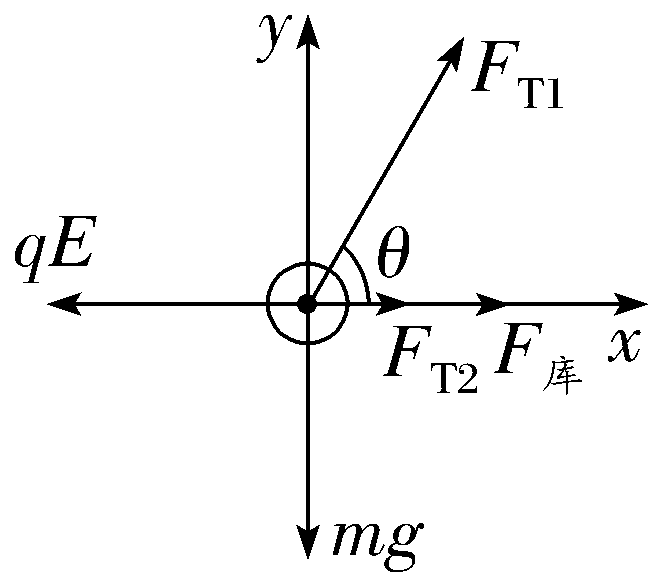 y
F_T1
qE
θ
F_T2 F_库 x
mg